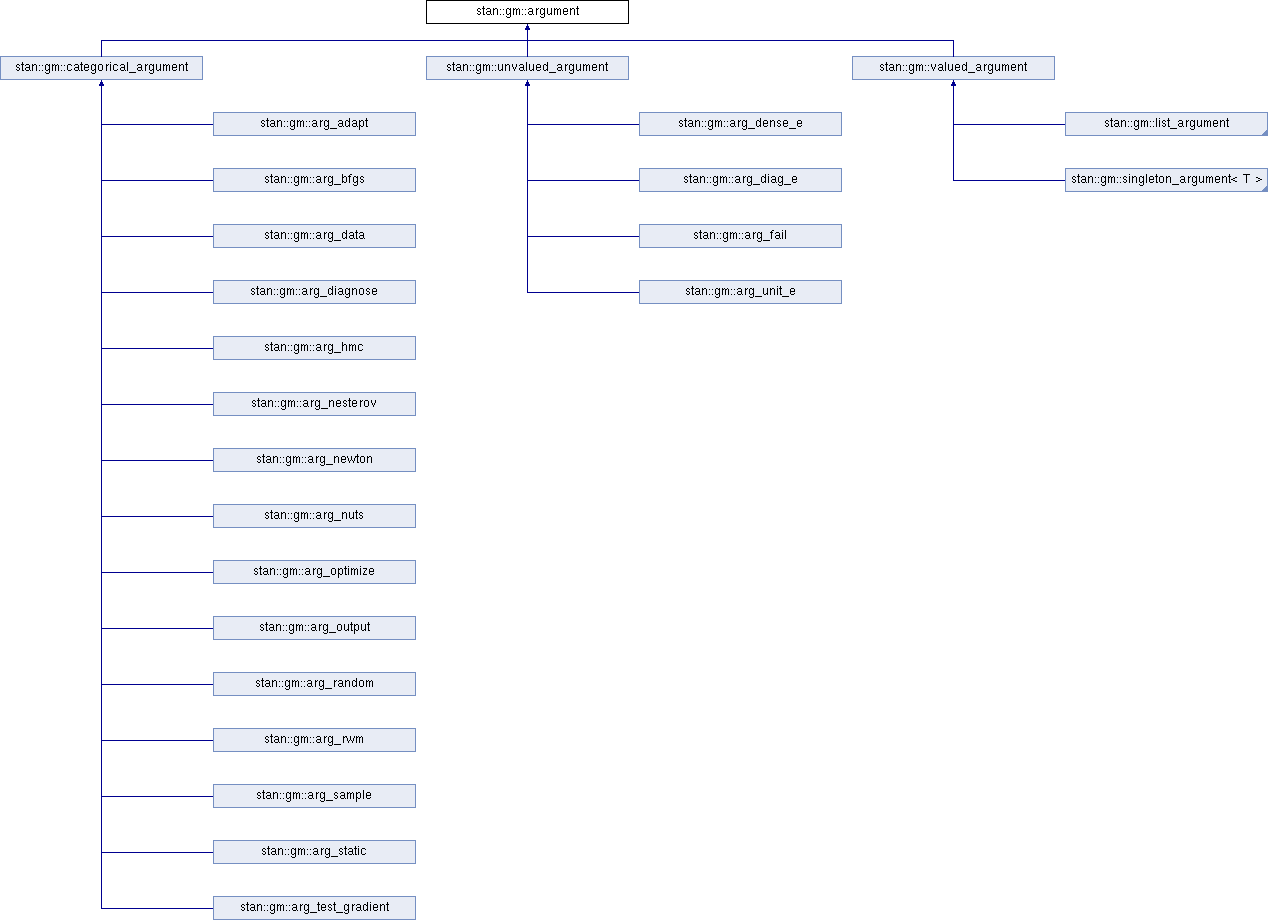 stan::gm::argument
stan::gm::categorical_argument
stan::gm::unvalued_argument
stan::gm::valued_argument
stan::gm::arg_adapt
stan::gm::arg_dense_e
stan::gm::list_argument
stan::gm::arg_bfgs
stan::gm::arg_diag_e
stan::gm::singleton_argument< T >
stan::gm::arg_data
stan::gm::arg_fail
stan::gm::arg_diagnose
stan::gm::arg_unit_e
stan::gm::arg_hmc
stan::gm::arg_nesterov
stan::gm::arg_newton
stan::gm::arg_nuts
stan::gm::arg_optimize
stan::gm::arg_output
stan::gm::arg_random
stan::gm::arg_rwm
stan::gm::arg_sample
stan::gm::arg_static
stan::gm::arg_test_gradient